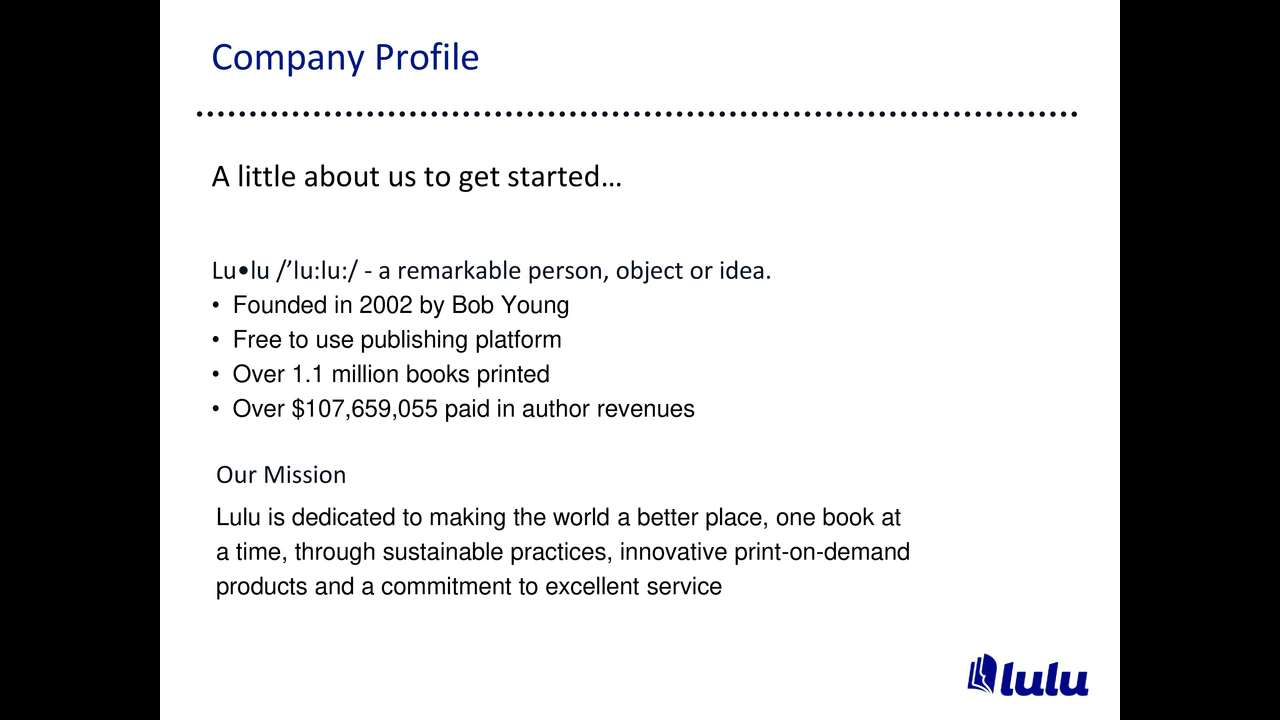 Company Profile
A little about us to get started…
Lu•lu /’lu:lu:/ - a remarkable person, object or idea.
• Founded in 2002 by Bob Young
• Free to use publishing platform
• Over 1.1 million books printed
• Over $107,659,055 paid in author revenues
Our Mission
Lulu is dedicated to making the world a better place, one book at
a time, through sustainable practices, innovative print-on-demand
products and a commitment to excellent service
lulu